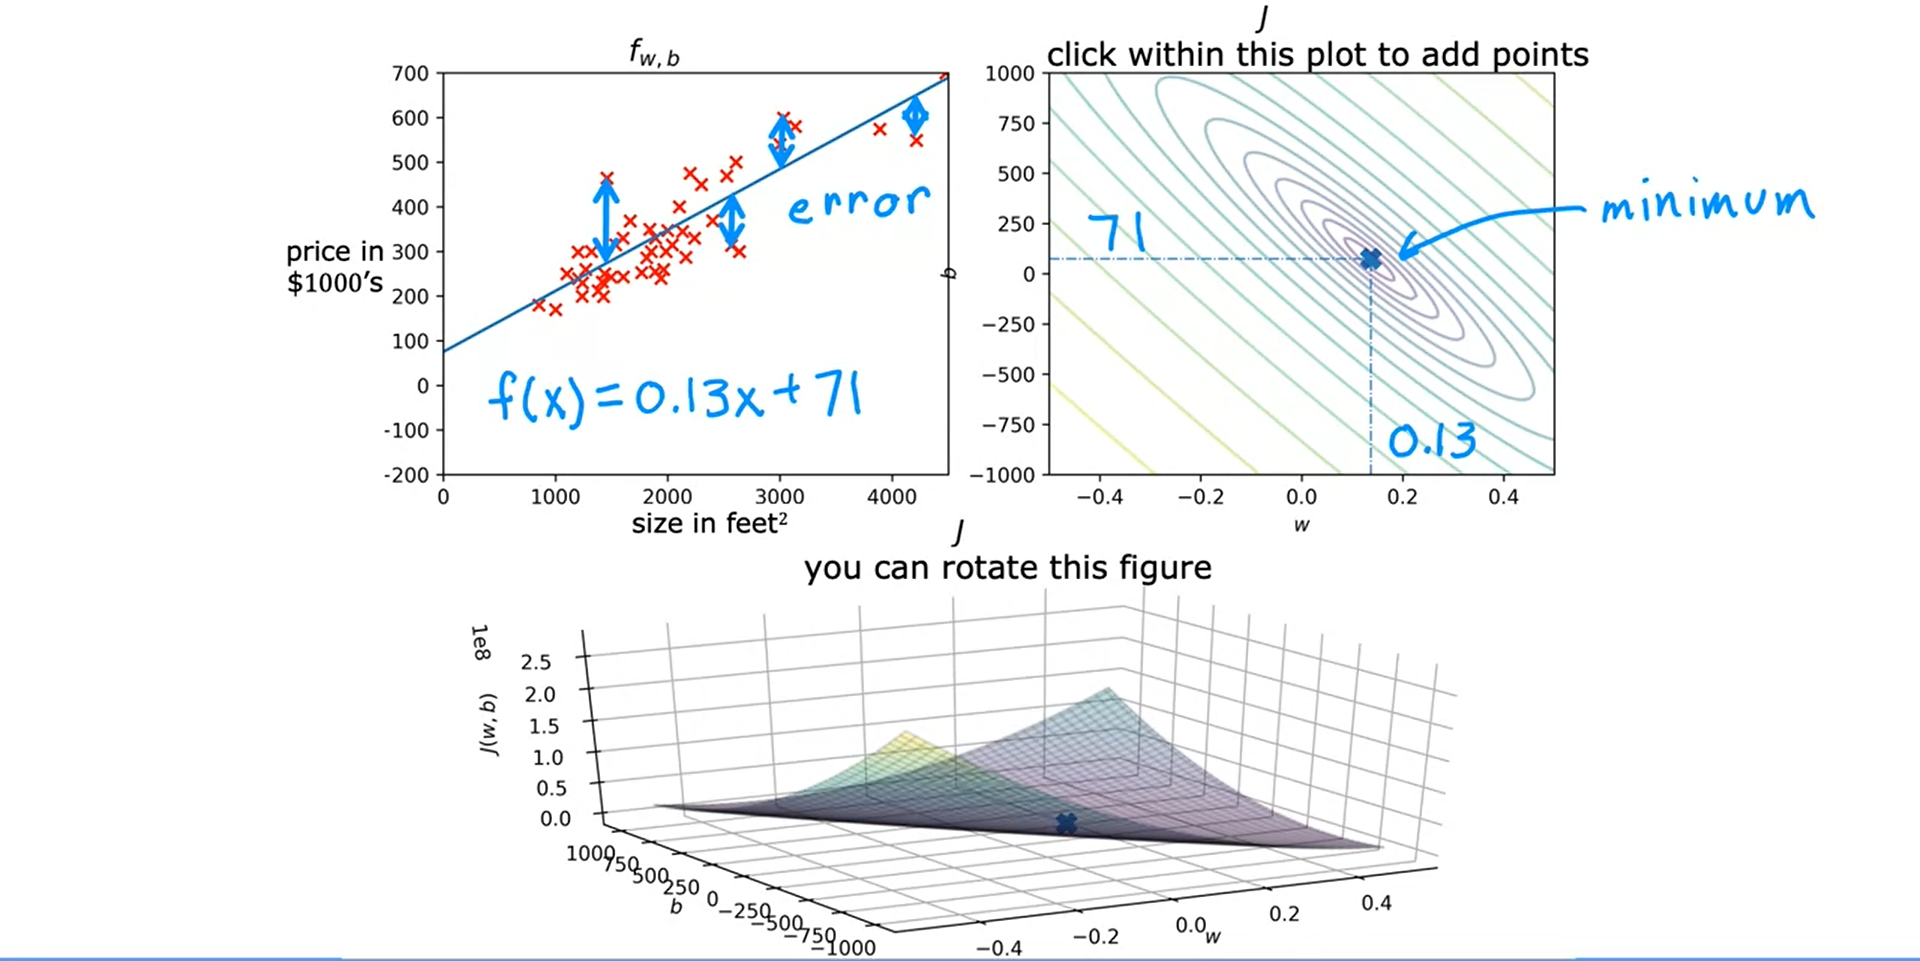 f_{w,b}
700
600
500
400
300
200
100
0
-100
-200
price in
$1000's
0 1000 2000 3000 4000
size in feet²
error
f(x) = 0.13x + 71
J
click within this plot to add points
1000
750
500
250
0
−250
−500
−750
−1000
b
−0.4 −0.2 0.0 0.2 0.4
w
71
0.13
minimum
J
you can rotate this figure
1e8
J(w, b)
2.5
2.0
1.5
1.0
0.5
0.0
1000
750
500
250
0
−250
−500
−750
−1000
b
−0.4
−0.2
0.0
0.2
0.4
w